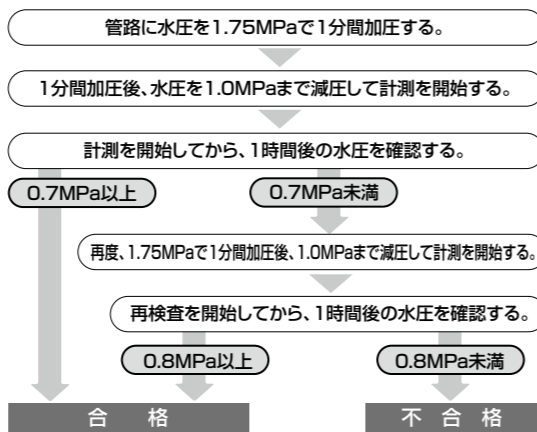 管路に水圧を1.75MPaで1分間加圧する。
1分間加圧後、水圧を1.0MPaまで減圧して計測を開始する。
計測を開始してから、1時間後の水圧を確認する。
0.7MPa以上
0.7MPa未満
再度、1.75MPaで1分間加圧後、1.0MPaまで減圧して計測を開始する。
再検査を開始してから、1時間後の水圧を確認する。
0.8MPa以上
0.8MPa未満
合 格
不 合 格